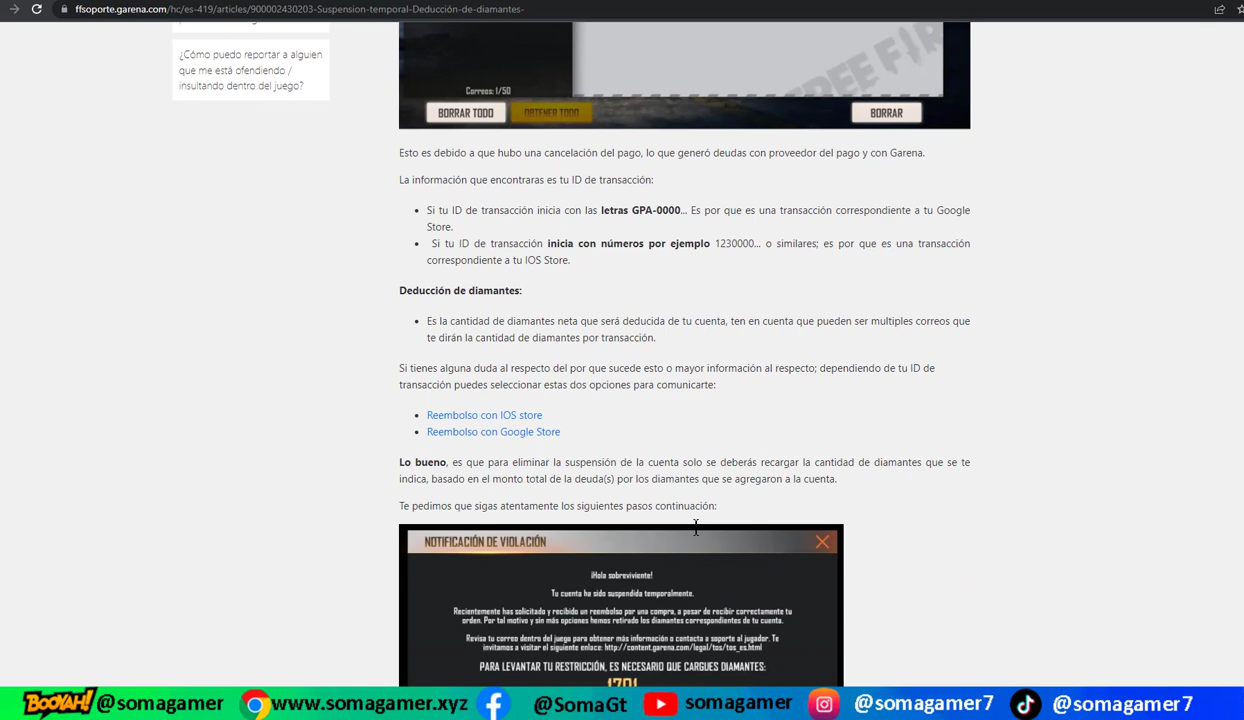 ffsoporte.garena.com/hc/es-419/articles/900002430203-Suspension-temporal-Deducción-de-diamantes-
¿Cómo puedo reportar a alguien
que me está ofendiendo /
insultando dentro del juego?
FREE FIR
Correos: 1/50
BORRAR TODO
OBTENER TODO
BORRAR
Esto es debido a que hubo una cancelación del pago, lo que generó deudas con proveedor del pago y con Garena.
La información que encontraras es tu ID de transacción:
• Si tu ID de transacción inicia con las letras GPA-0000... Es por que es una transacción correspondiente a tu Google
Store.
• Si tu ID de transacción inicia con números por ejemplo 1230000... o similares; es por que es una transacción
correspondiente a tu IOS Store.
Deducción de diamantes:
• Es la cantidad de diamantes neta que será deducida de tu cuenta, ten en cuenta que pueden ser multiples correos que
te dirán la cantidad de diamantes por transacción.
Si tienes alguna duda al respecto del por que sucede esto o mayor información al respecto; dependiendo de tu ID de
transacción puedes seleccionar estas dos opciones para comunicarte:
• Reembolso con IOS store
• Reembolso con Google Store
Lo bueno, es que para eliminar la suspensión de la cuenta solo se deberás recargar la cantidad de diamantes que se te
indica, basado en el monto total de la deuda(s) por los diamantes que se agregaron a la cuenta.
Te pedimos que sigas atentamente los siguientes pasos continuación:
NOTIFICACIÓN DE VIOLACIÓN
¡Hola sobreviviente!
Tu cuenta ha sido suspendida temporalmente.
Recientemente has solicitado y recibido un reembolso por una compra, a pesar de recibir correctamente tu
orden. Por tal motivo y sin más opciones hemos retirado los diamantes correspondientes de tu cuenta.
Revisa tu correo dentro del juego para obtener más información o contacta a soporte al jugador. Te
invitamos a visitar el siguiente enlace: http://content.garena.com/legal/tos/tos_es.html
PARA LEVANTAR TU RESTRICCIÓN, ES NECESARIO QUE CARGUES DIAMANTES:
1701
BOOYAH! @somagamer www.somagamer.xyz @SomaGt somagamer @somagamer7 @somagamer7